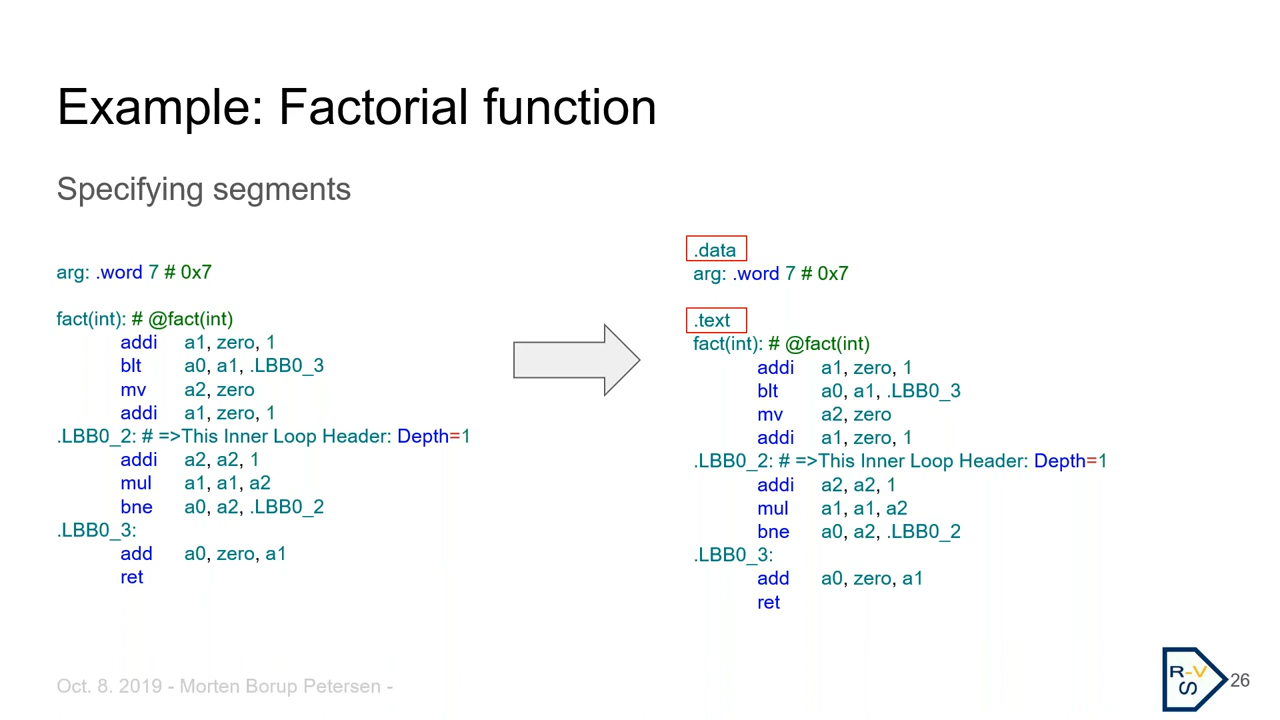 Example: Factorial function
Specifying segments
arg: .word 7 # 0x7
fact(int): # @fact(int)
addi a1, zero, 1
blt a0, a1, .LBB0_3
mv a2, zero
addi a1, zero, 1
.LBB0_2: # =>This Inner Loop Header: Depth=1
addi a2, a2, 1
mul a1, a1, a2
bne a0, a2, .LBB0_2
.LBB0_3:
add a0, zero, a1
ret
.data
arg: .word 7 # 0x7
.text
fact(int): # @fact(int)
addi a1, zero, 1
blt a0, a1, .LBB0_3
mv a2, zero
addi a1, zero, 1
.LBB0_2: # =>This Inner Loop Header: Depth=1
addi a2, a2, 1
mul a1, a1, a2
bne a0, a2, .LBB0_2
.LBB0_3:
add a0, zero, a1
ret
Oct. 8. 2019 - Morten Borup Petersen -
R-V
S
26